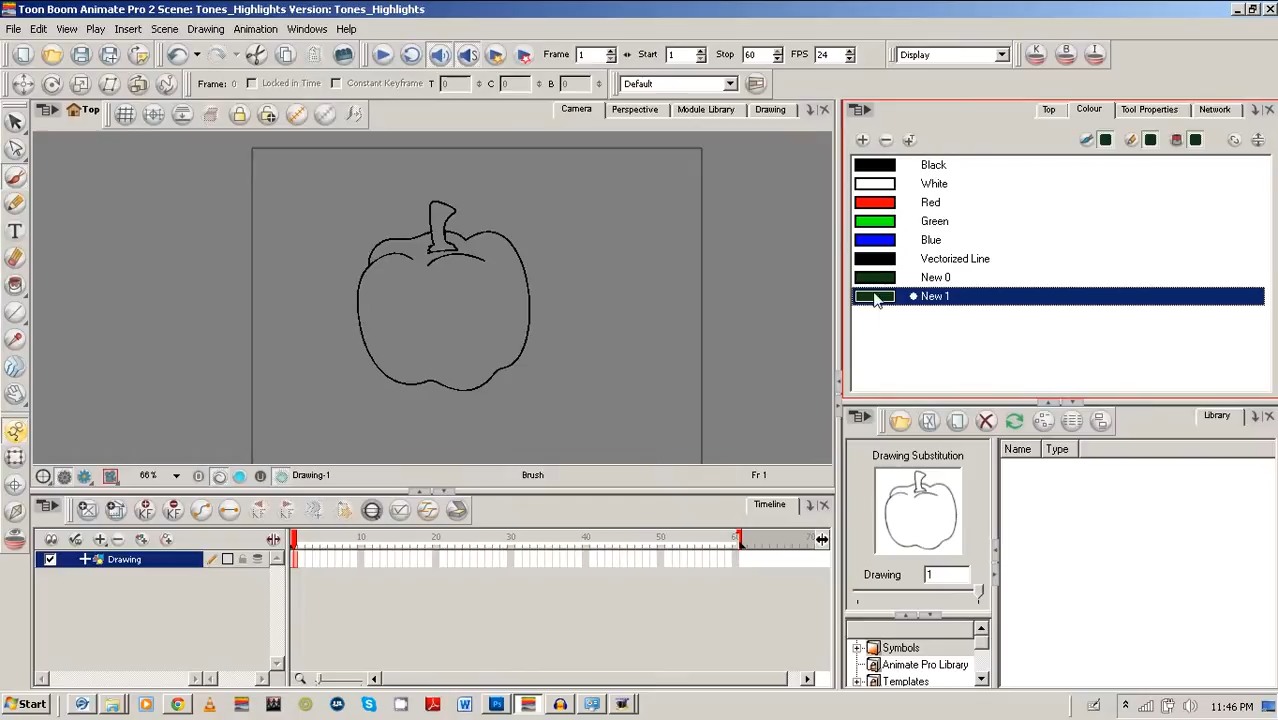 Toon Boom Animate Pro 2 Scene: Tones_Highlights Version: Tones_Highlights
File Edit View Play Insert Scene Drawing Animation Windows Help
Frame 1 Start 1 Stop 60 FPS 24 Display K B I
Frame: 0 Locked in Time Constant Keyframe T 0 C 0 B 0 Default
Top Camera Perspective Module Library Drawing
Top Colour Tool Properties Network
Black
White
Red
Green
Blue
Vectorized Line
New 0
New 1
66% Drawing-1 Brush Fr 1
Library
Name Type
Drawing Substitution
Drawing 1
Symbols
Animate Pro Library
Templates
Timeline
10 20 30 40 50
Drawing
Start
11:46 PM